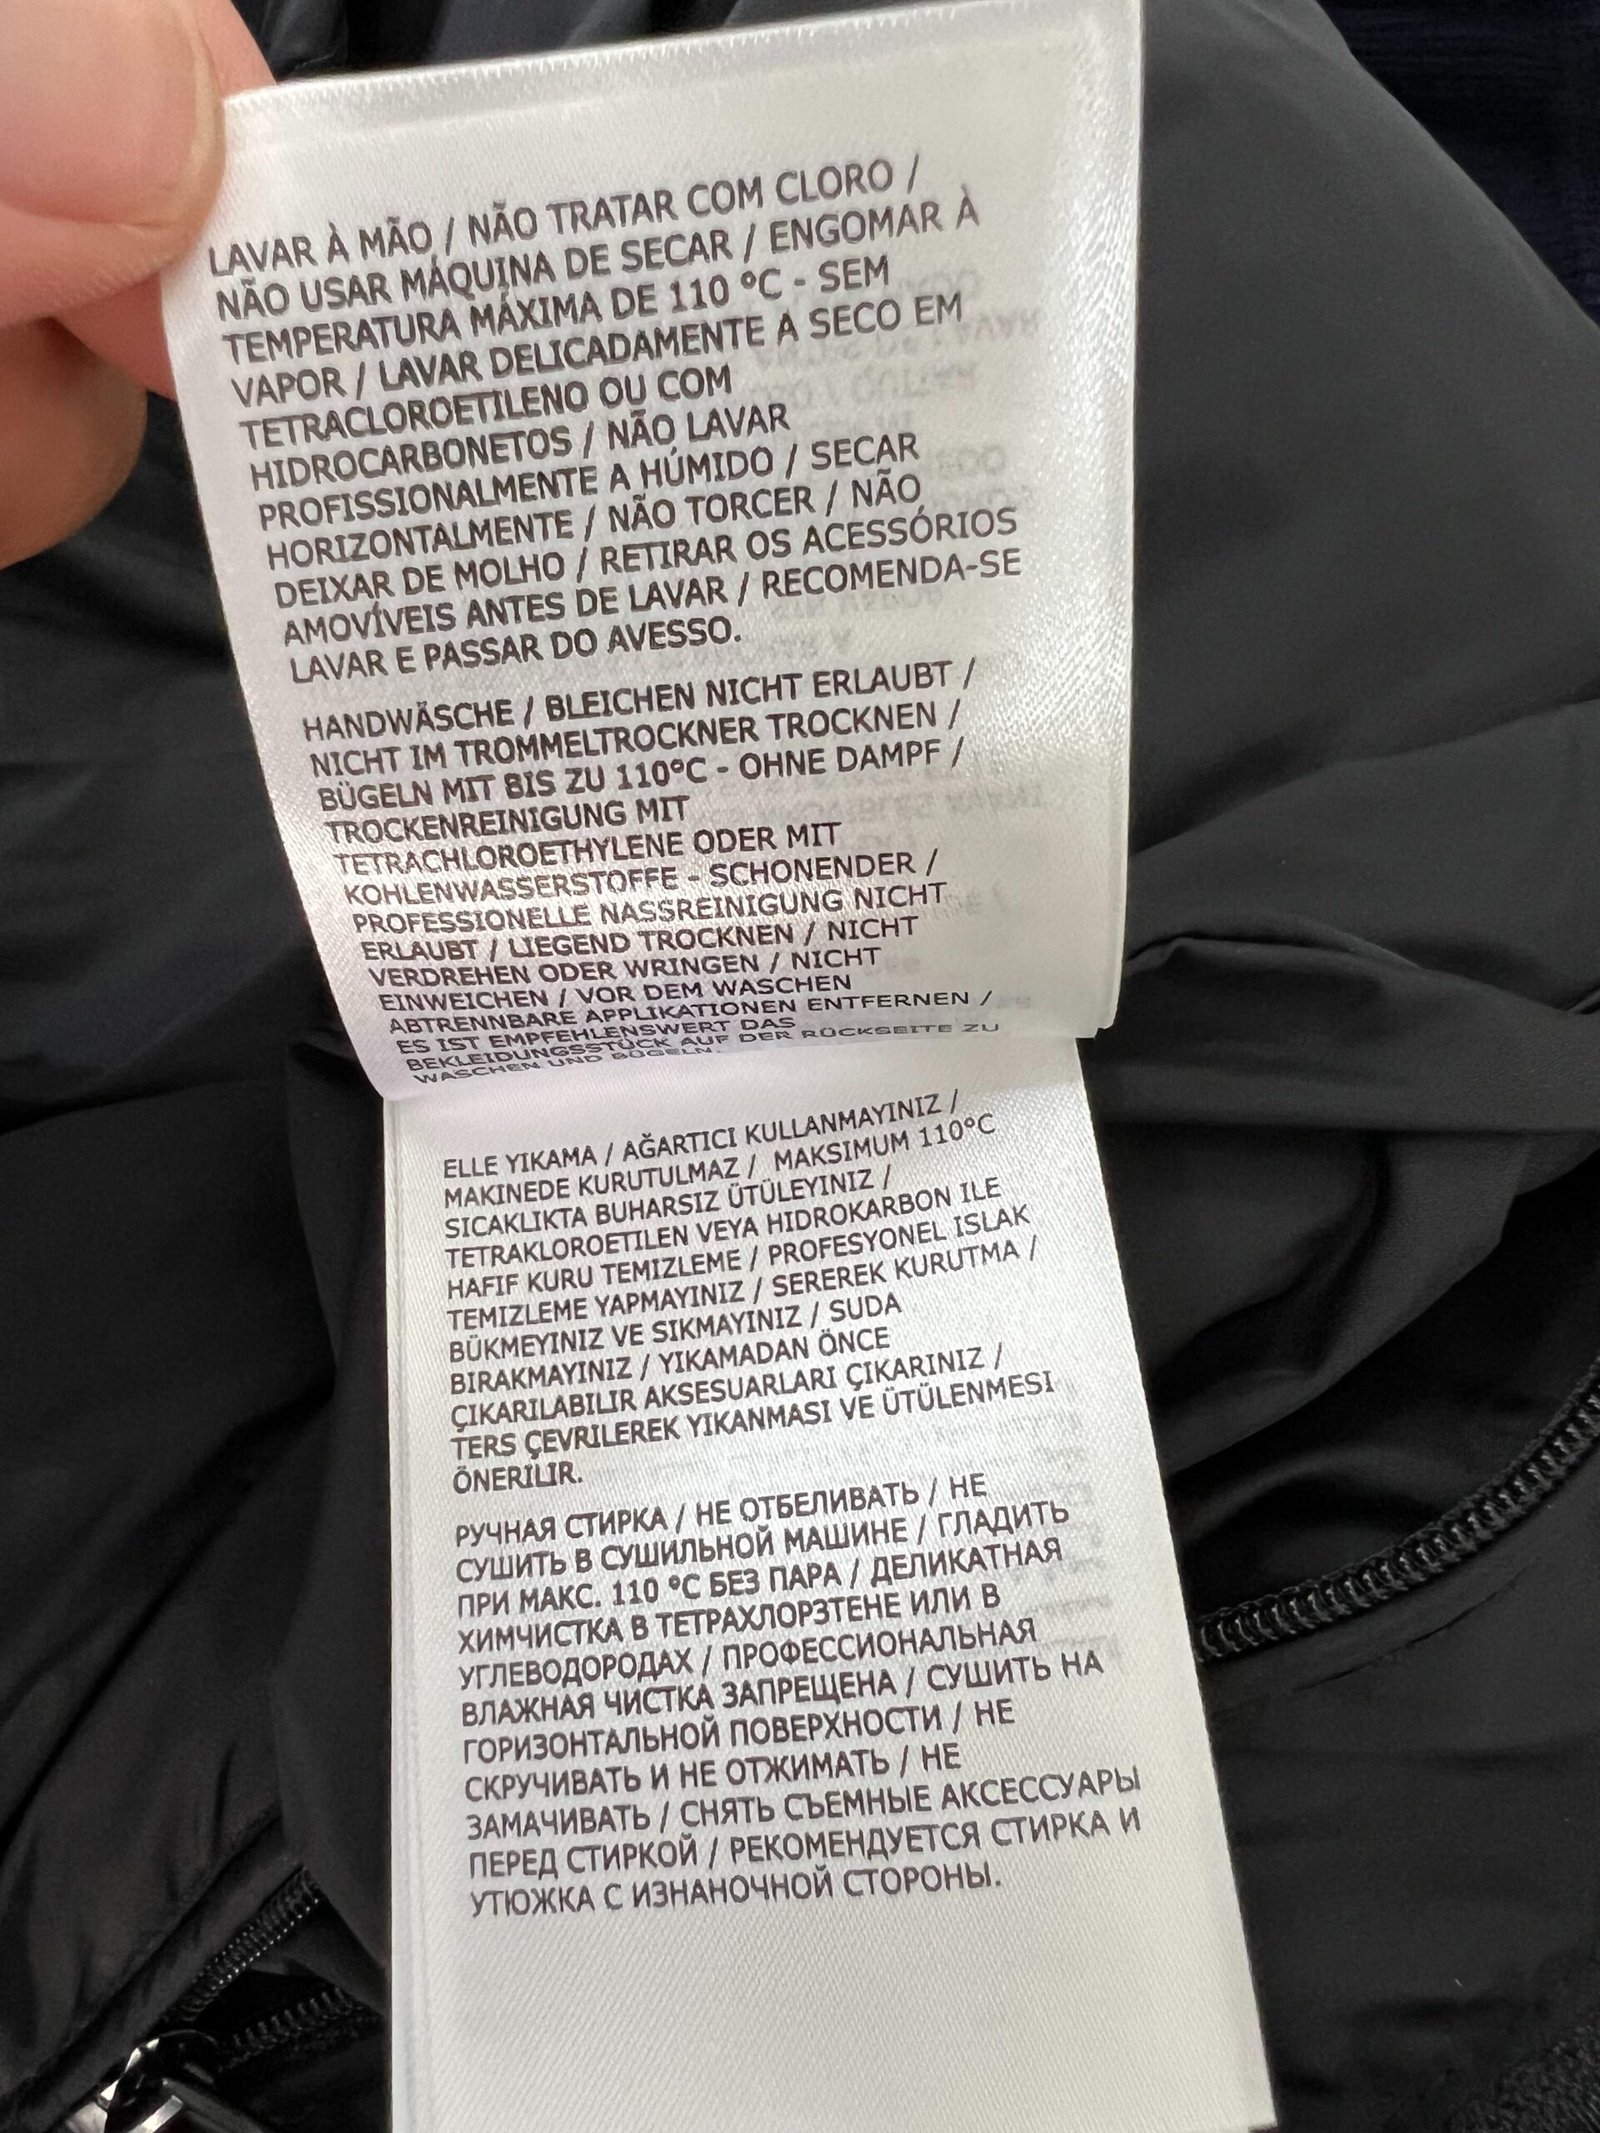 LAVAR À MÃO / NÃO TRATAR COM CLORO /
NÃO USAR MÁQUINA DE SECAR / ENGOMAR À
TEMPERATURA MÁXIMA DE 110 °C - SEM
VAPOR / LAVAR DELICADAMENTE A SECO EM
TETRACLOROETILENO OU COM
HIDROCARBONETOS / NÃO LAVAR
PROFISSIONALMENTE A HÚMIDO / SECAR
HORIZONTALMENTE / NÃO TORCER / NÃO
DEIXAR DE MOLHO / RETIRAR OS ACESSÓRIOS
AMOVÍVEIS ANTES DE LAVAR / RECOMENDA-SE
LAVAR E PASSAR DO AVESSO.
HANDWÄSCHE / BLEICHEN NICHT ERLAUBT /
NICHT IM TROMMELTROCKNER TROCKNEN /
BÜGELN MIT BIS ZU 110°C - OHNE DAMPF /
TROCKENREINIGUNG MIT
TETRACHLOROETHYLENE ODER MIT
KOHLENWASSERSTOFFE - SCHONENDER /
PROFESSIONELLE NASSREINIGUNG NICHT
ERLAUBT / LIEGEND TROCKNEN / NICHT
VERDREHEN ODER WRINGEN / NICHT
EINWEICHEN / VOR DEM WASCHEN
ABTRENNBARE APPLIKATIONEN ENTFERNEN /
ES IST EMPFEHLENSWERT DAS
BEKLEIDUNGSSTÜCK AUF DER RÜCKSEITE ZU
WASCHEN UND BÜGELN.
ELLE YIKAMA / AĞARTICI KULLANMAYINIZ /
MAKINEDE KURUTULMAZ / MAKSIMUM 110°C
SICAKLIKTA BUHARSIZ ÜTÜLEYINIZ /
TETRAKLOROETILEN VEYA HIDROKARBON ILE
HAFIF KURU TEMIZLEME / PROFESYONEL ISLAK
TEMIZLEME YAPMAYINIZ / SEREREK KURUTMA /
BÜKMEYINIZ VE SIKMAYINIZ / SUDA
BIRAKMAYINIZ / YIKAMADAN ÖNCE
ÇIKARILABILIR AKSESUARLARI ÇIKARINIZ /
TERS ÇEVRILEREK YIKANMASI VE ÜTÜLENMESI
ÖNERILIR.
РУЧНАЯ СТИРКА / НЕ ОТБЕЛИВАТЬ / НЕ
СУШИТЬ В СУШИЛЬНОЙ МАШИНЕ / ГЛАДИТЬ
ПРИ МАКС. 110 °C БЕЗ ПАРА / ДЕЛИКАТНАЯ
ХИМЧИСТКА В ТЕТРАХЛОРЗТЕНЕ ИЛИ В
УГЛЕВОДОРОДАХ / ПРОФЕССИОНАЛЬНАЯ
ВЛАЖНАЯ ЧИСТКА ЗАПРЕЩЕНА / СУШИТЬ НА
ГОРИЗОНТАЛЬНОЙ ПОВЕРХНОСТИ / НЕ
СКРУЧИВАТЬ И НЕ ОТЖИМАТЬ / НЕ
ЗАМАЧИВАТЬ / СНЯТЬ СЪЕМНЫЕ АКСЕССУАРЫ
ПЕРЕД СТИРКОЙ / РЕКОМЕНДУЕТСЯ СТИРКА И
УТЮЖКА С ИЗНАНОЧНОЙ СТОРОНЫ.